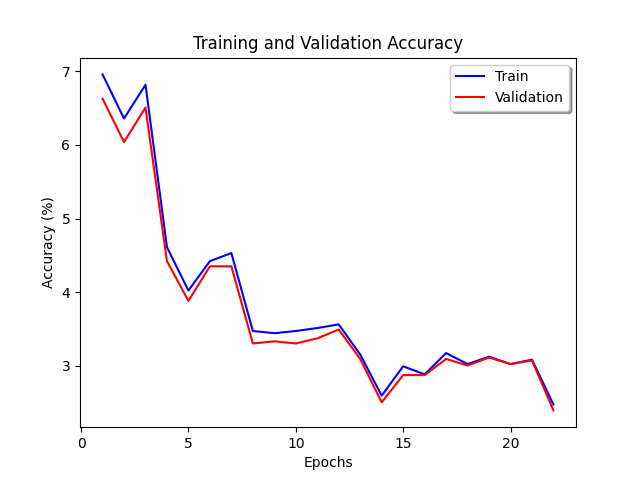 Training and Validation Accuracy
Train
Validation
7
6
5
4
3
Accuracy (%)
0 5 10 15 20
Epochs